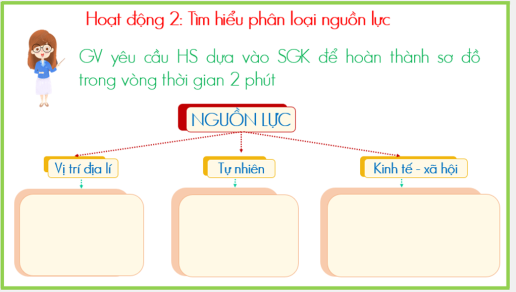 Hoạt động 2: Tìm hiểu phân loại nguồn lực
GV yêu cầu HS dựa vào SGK để hoàn thành sơ đồ
trong vòng thời gian 2 phút
NGUỒN LỰC
Vị trí địa lí
Tự nhiên
Kinh tế - xã hội